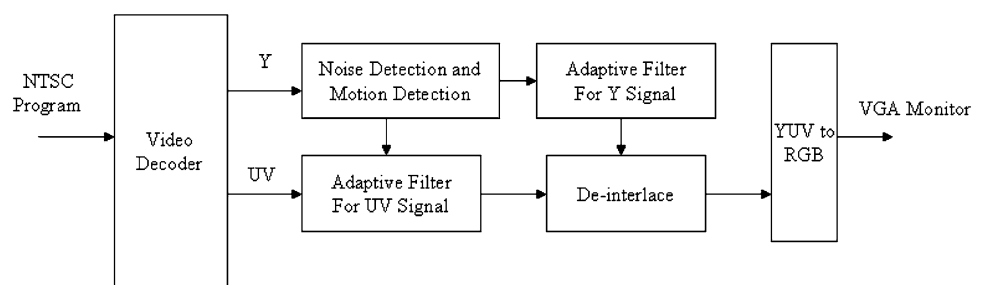 NTSC
Program
Video
Decoder
Y
UV
Noise Detection and
Motion Detection
Adaptive Filter
For Y Signal
Adaptive Filter
For UV Signal
De-interlace
YUV to
RGB
VGA Monitor